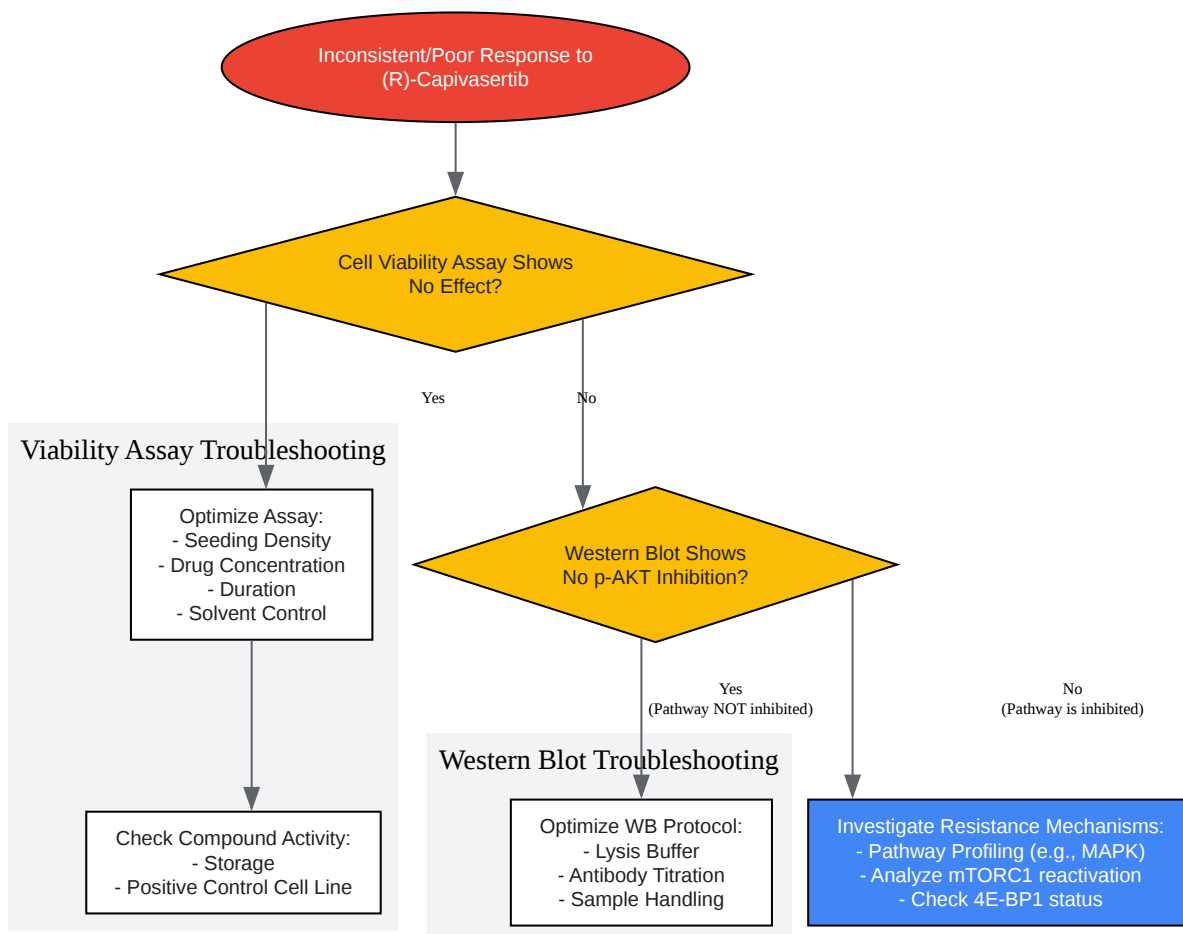 Inconsistent/Poor Response to
(R)-Capivasertib
Cell Viability Assay Shows
No Effect?
Yes
No
Viability Assay Troubleshooting
Optimize Assay:
- Seeding Density
- Drug Concentration
- Duration
- Solvent Control
Check Compound Activity:
- Storage
- Positive Control Cell Line
Western Blot Shows
No p-AKT Inhibition?
Yes
(Pathway NOT inhibited)
No
(Pathway is inhibited)
Western Blot Troubleshooting
Optimize WB Protocol:
- Lysis Buffer
- Antibody Titration
- Sample Handling
Investigate Resistance Mechanisms:
- Pathway Profiling (e.g., MAPK)
- Analyze mTORC1 reactivation
- Check 4E-BP1 status